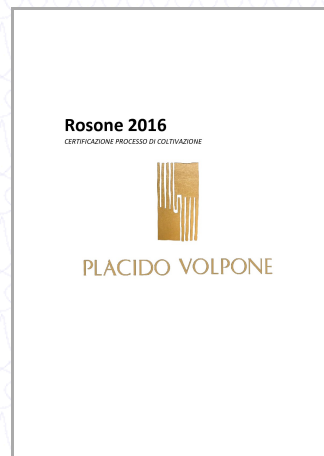 Rosone 2016
CERTIFICAZIONE PROCESSO DI COLTIVAZIONE
PLACIDO VOLPONE